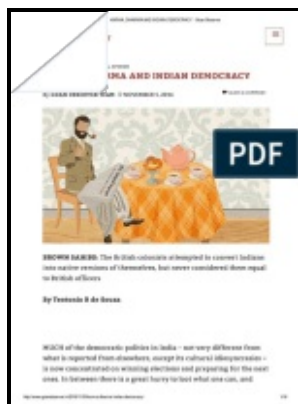 RMA AND INDIAN DEMOCRACY
PDF
BROWN SAHIBS: The British colonists attempted to convert Indians
into native versions of themselves, but never considered them equal
to British officers
By Teotonio R de Souza
MUCH of the democratic politics in India – not very different from
what is reported from elsewhere, except its cultural idiosyncrasies –
is now concentrated on winning elections and preparing for the next
ones. In between there is a great hurry to loot what one can, and